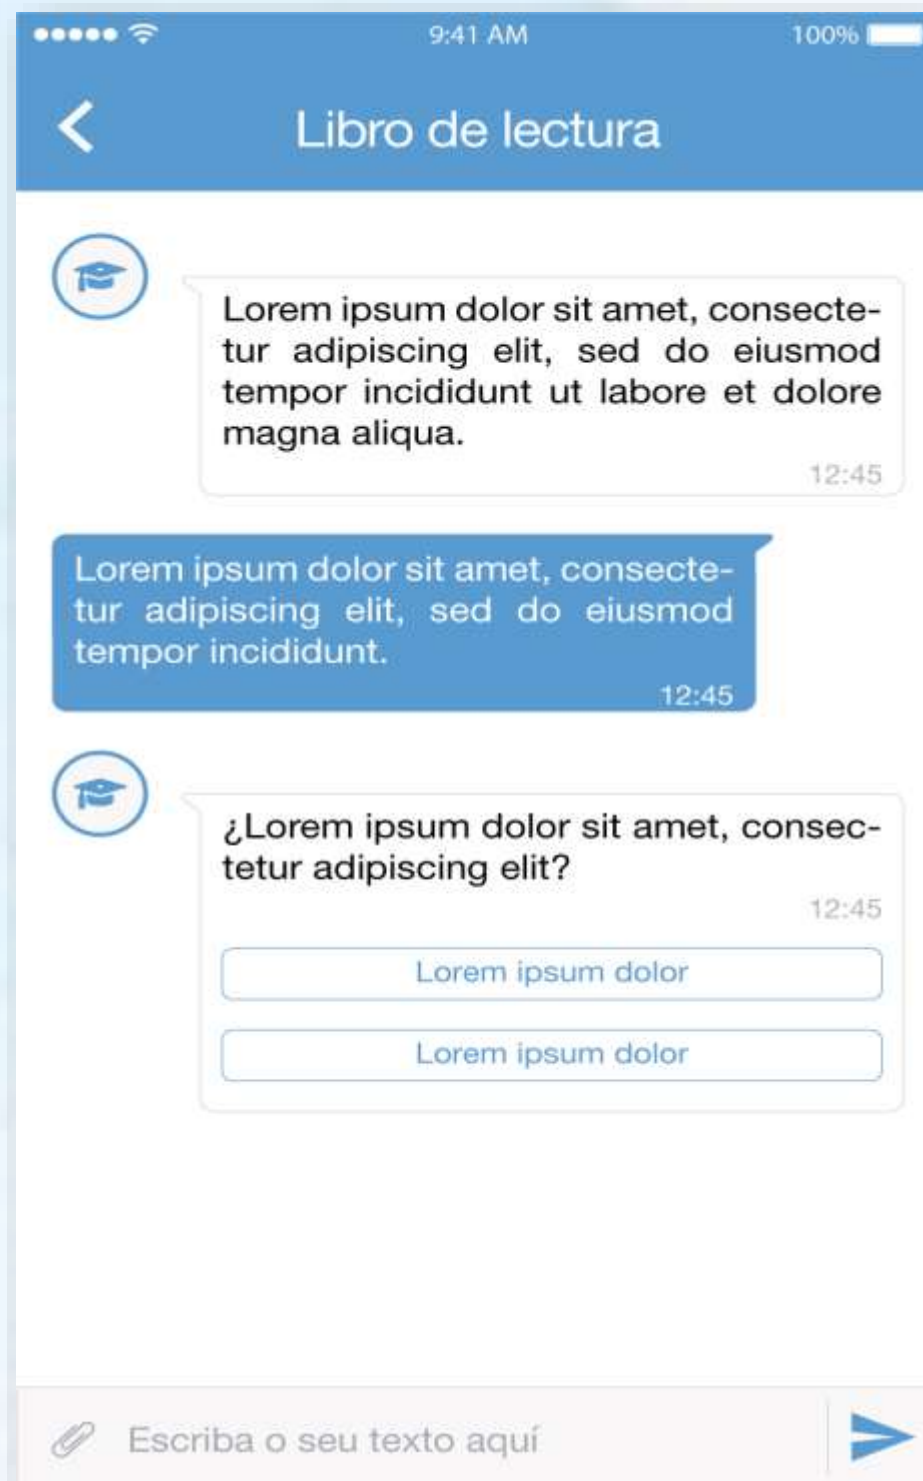 9:41 AM 100%
Libro de lectura
Lorem ipsum dolor sit amet, consecte-
tur adipiscing elit, sed do eiusmod
tempor incididunt ut labore et dolore
magna aliqua.
12:45
Lorem ipsum dolor sit amet, consecte-
tur adipiscing elit, sed do eiusmod
tempor incididunt.
12:45
¿Lorem ipsum dolor sit amet, consec-
tetur adipiscing elit?
12:45
Lorem ipsum dolor
Lorem ipsum dolor
Escriba o seu texto aquí